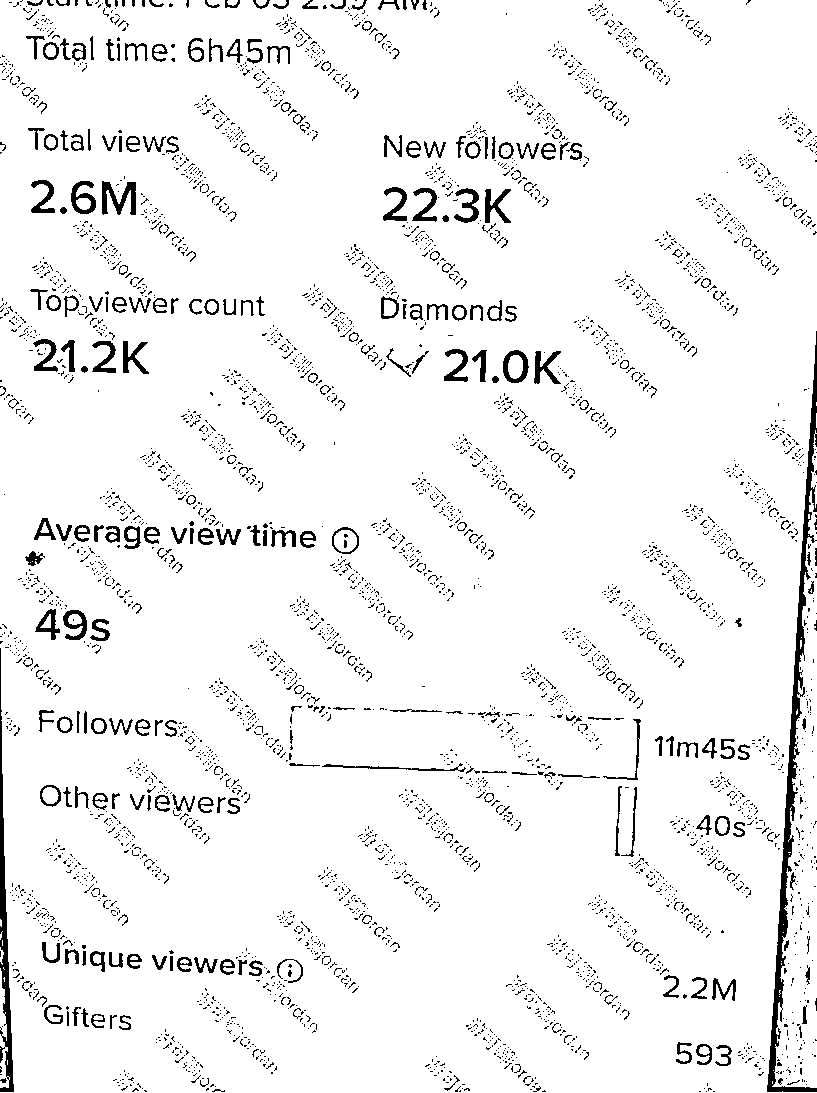 Start time: Feb 03 2:59 AM
Total time: 6h45m
Total views
2.6M
New followers
22.3K
Top viewer count
21.2K
Diamonds
21.0K
Average view time
49s
Followers
11m45s
Other viewers
40s
Unique viewers
2.2M
Gifters
593